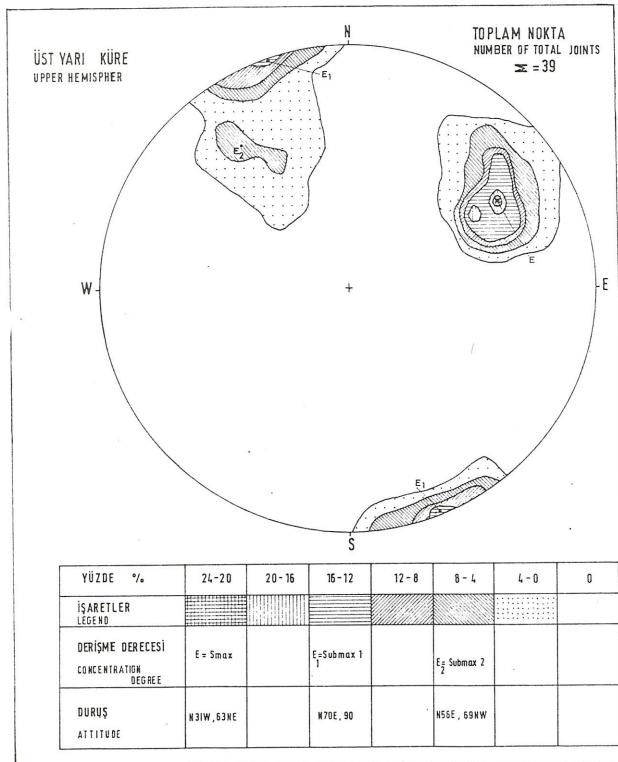 ÜST YARI KÜRE
UPPER HEMISPHER
TOPLAM NOKTA
NUMBER OF TOTAL JOINTS
Σ = 39
N
E1
E2
E
W
E
E1
S
YÜZDE % 24-20 20-16 16-12 12-8 8-4 4-0 0
İŞARETLER
LEGEND
DERİŞME DERECESİ
CONCENTRATION
DEGREE
E = Smax
E1=Submax 1
E2= Submax 2
DURUŞ
ATTITUDE
N31W, 63NE N70E, 90 N56E, 69NW